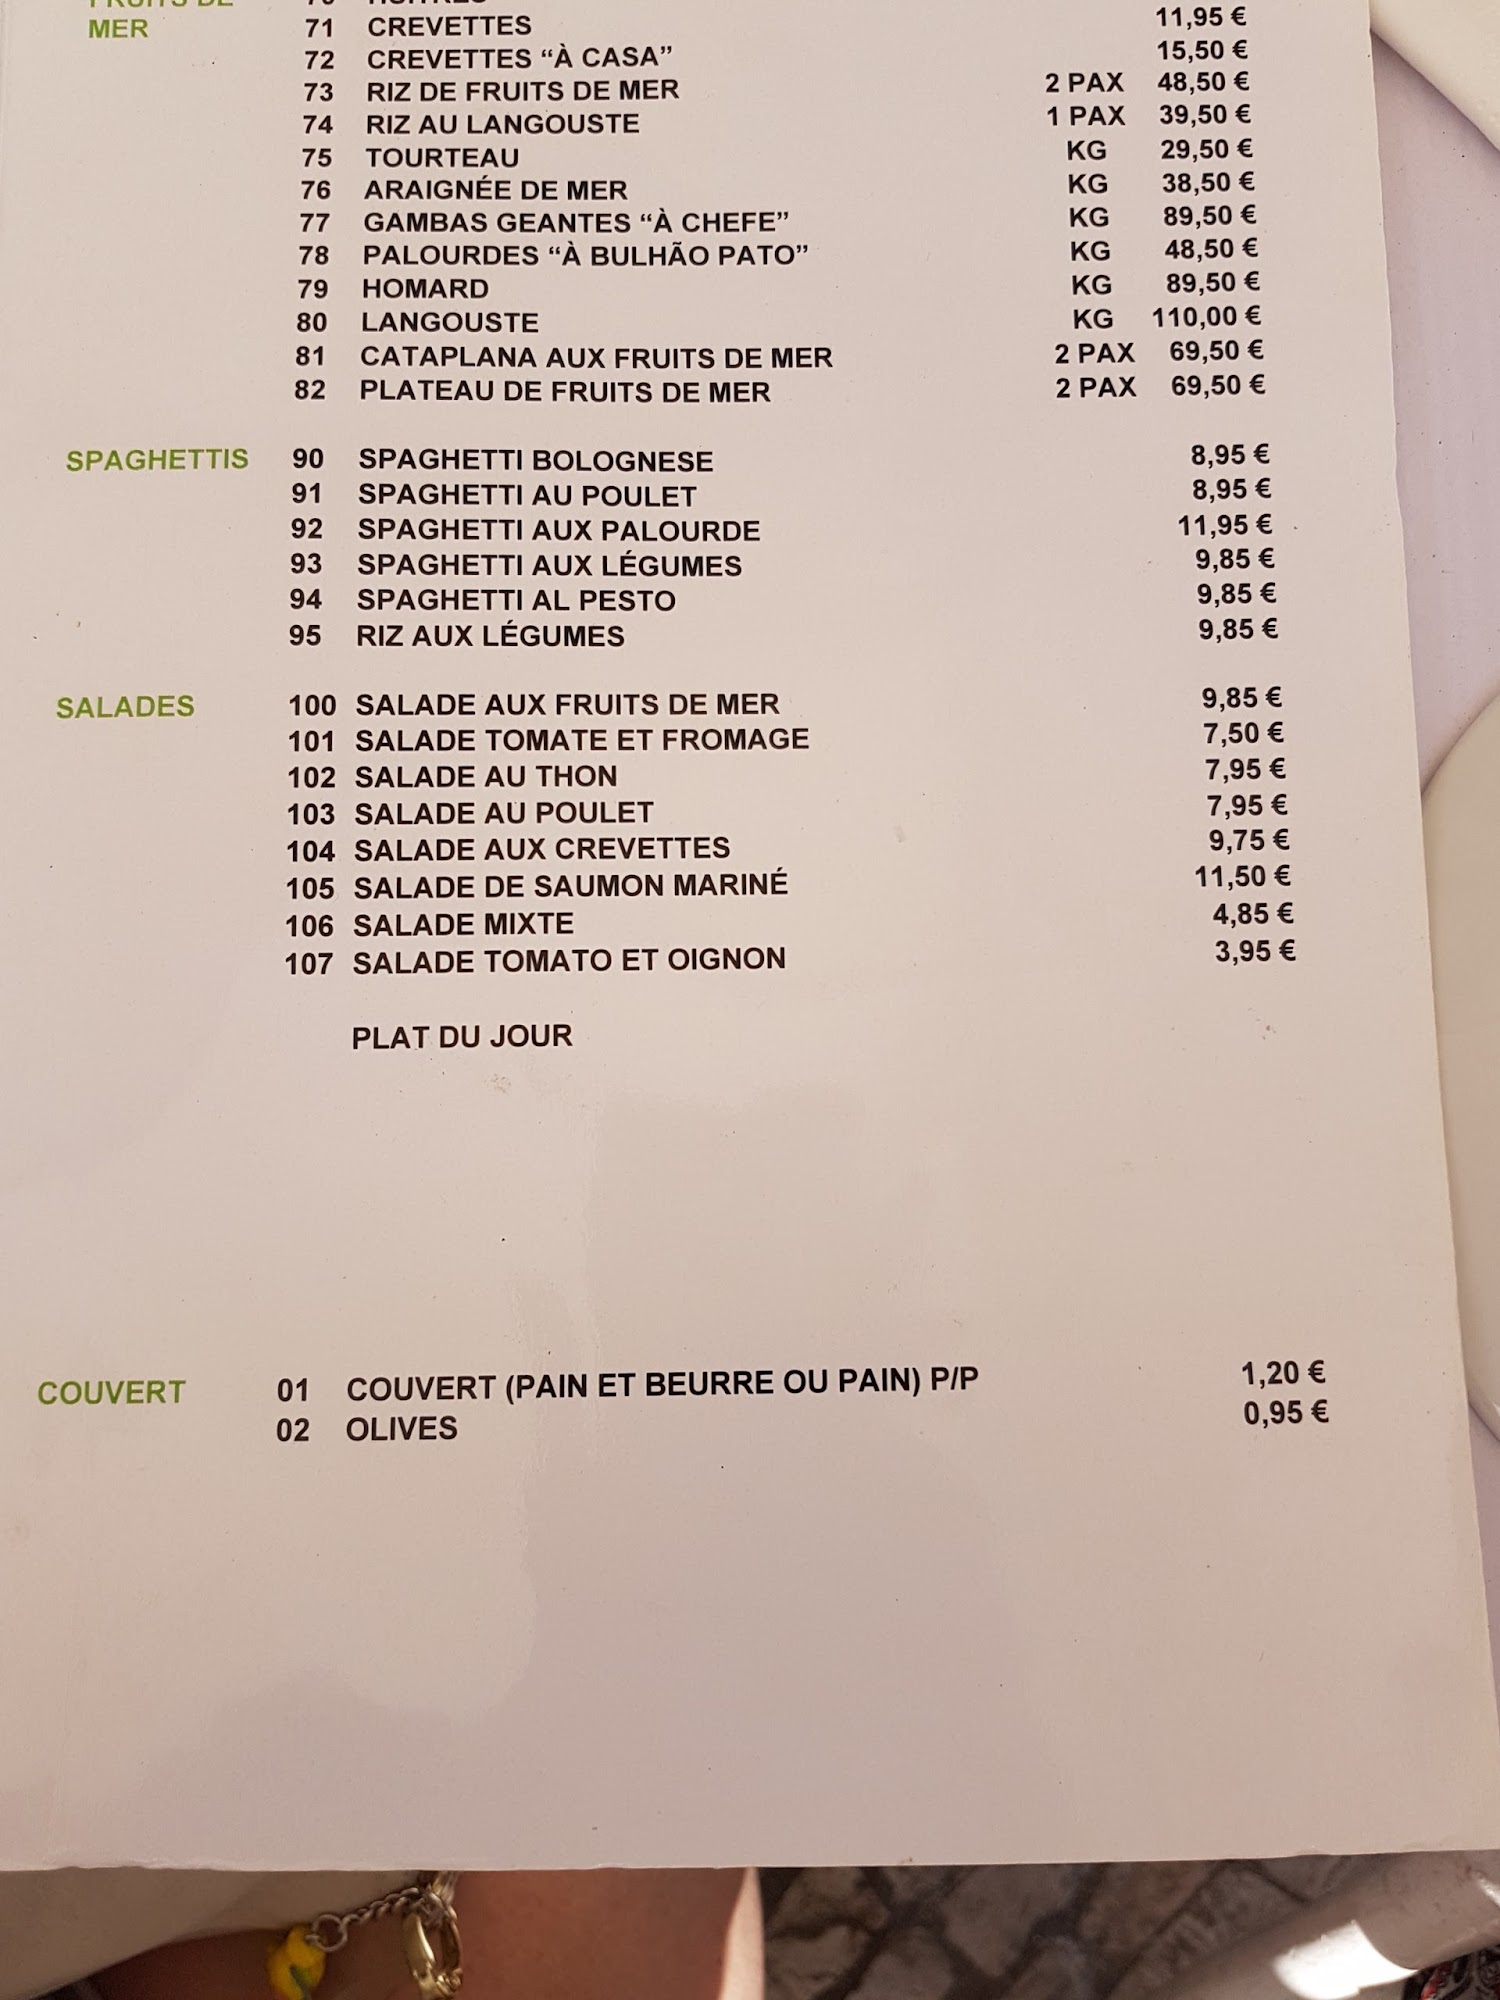 FRUITS DE
MER
70 HUÎTRES
71 CREVETTES 11,95 €
72 CREVETTES “À CASA” 15,50 €
73 RIZ DE FRUITS DE MER 2 PAX 48,50 €
74 RIZ AU LANGOUSTE 1 PAX 39,50 €
75 TOURTEAU KG 29,50 €
76 ARAIGNÉE DE MER KG 38,50 €
77 GAMBAS GEANTES “À CHEFE” KG 89,50 €
78 PALOURDES “À BULHÃO PATO” KG 48,50 €
79 HOMARD KG 89,50 €
80 LANGOUSTE KG 110,00 €
81 CATAPLANA AUX FRUITS DE MER 2 PAX 69,50 €
82 PLATEAU DE FRUITS DE MER 2 PAX 69,50 €
SPAGHETTIS 90 SPAGHETTI BOLOGNESE 8,95 €
91 SPAGHETTI AU POULET 8,95 €
92 SPAGHETTI AUX PALOURDE 11,95 €
93 SPAGHETTI AUX LÉGUMES 9,85 €
94 SPAGHETTI AL PESTO 9,85 €
95 RIZ AUX LÉGUMES 9,85 €
SALADES 100 SALADE AUX FRUITS DE MER 9,85 €
101 SALADE TOMATE ET FROMAGE 7,50 €
102 SALADE AU THON 7,95 €
103 SALADE AU POULET 7,95 €
104 SALADE AUX CREVETTES 9,75 €
105 SALADE DE SAUMON MARINÉ 11,50 €
106 SALADE MIXTE 4,85 €
107 SALADE TOMATO ET OIGNON 3,95 €
PLAT DU JOUR
COUVERT 01 COUVERT (PAIN ET BEURRE OU PAIN) P/P 1,20 €
02 OLIVES 0,95 €